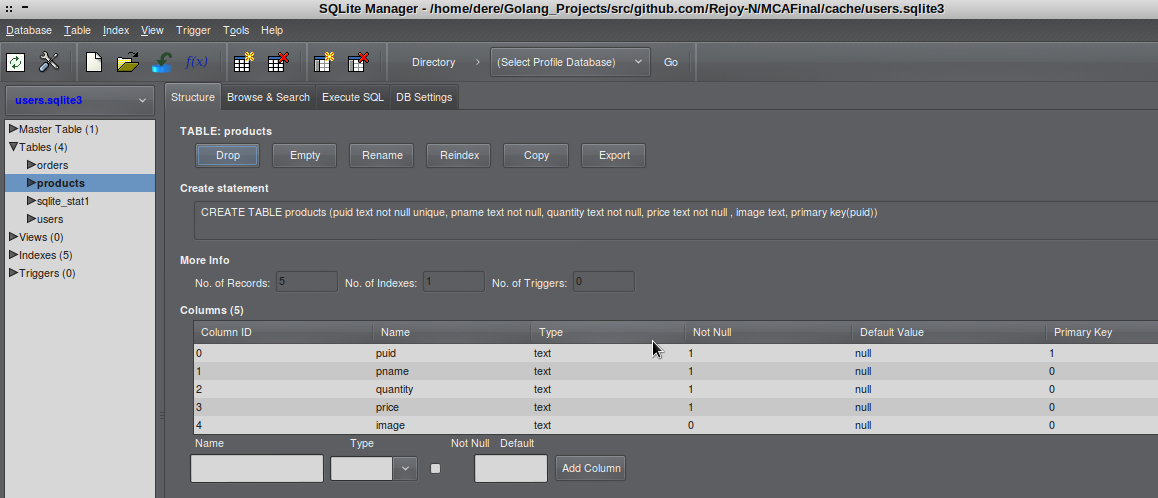 SQLite Manager - /home/dere/Golang_Projects/src/github.com/Rejoy-N/MCAFinal/cache/users.sqlite3
Database Table Index View Trigger Tools Help
f(x) Directory (Select Profile Database) Go
users.sqlite3
Master Table (1)
Tables (4)
orders
products
sqlite_stat1
users
Views (0)
Indexes (5)
Triggers (0)
Structure Browse & Search Execute SQL DB Settings
TABLE: products
Drop Empty Rename Reindex Copy Export
Create statement
CREATE TABLE products (puid text not null unique, pname text not null, quantity text not null, price text not null , image text, primary key(puid))
More Info
No. of Records: 5 No. of Indexes: 1 No. of Triggers: 0
Columns (5)
Column ID Name Type Not Null Default Value Primary Key
0 puid text 1 null 1
1 pname text 1 null 0
2 quantity text 1 null 0
3 price text 1 null 0
4 image text 0 null 0
Name Type Not Null Default
Add Column